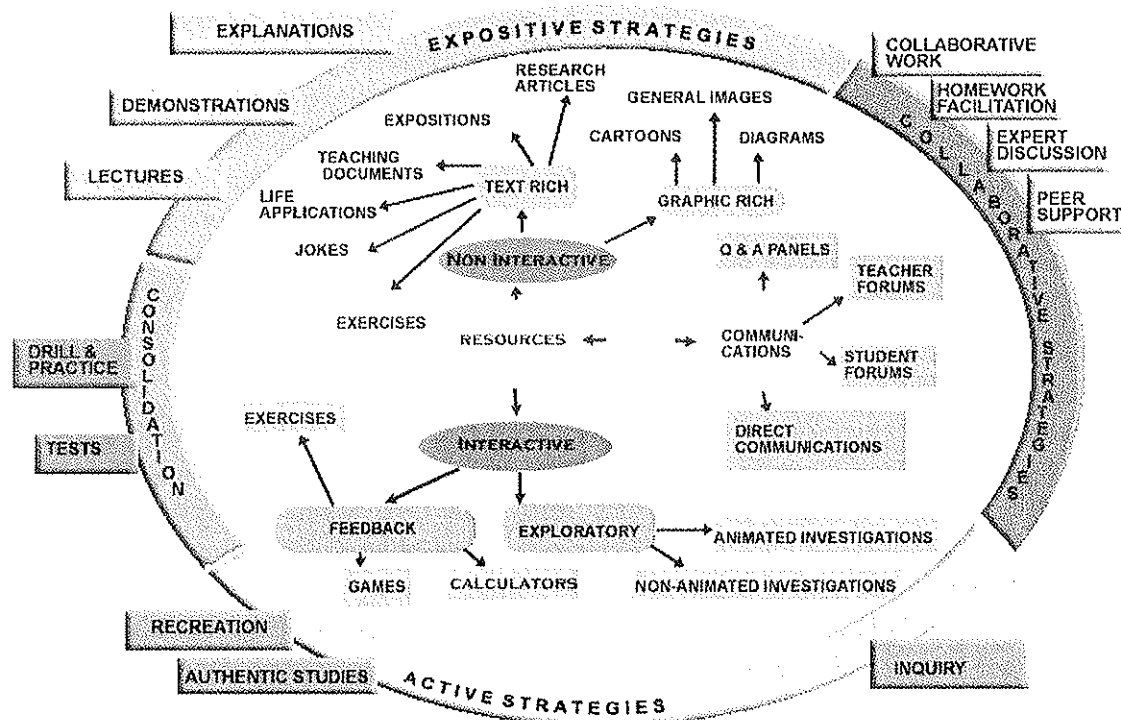 EXPLANATIONS
EXPOSITIVE STRATEGIES
COLLABORATIVE
WORK
DEMONSTRATIONS
HOMEWORK
FACILITATION
EXPERT
DISCUSSION
LECTURES
PEER
SUPPORT
COLLABORATIVE STRATEGIES
RESEARCH
ARTICLES
GENERAL IMAGES
EXPOSITIONS
CARTOONS
DIAGRAMS
TEACHING
DOCUMENTS
TEXT RICH
GRAPHIC RICH
LIFE
APPLICATIONS
JOKES
NON INTERACTIVE
Q & A PANELS
TEACHER
FORUMS
EXERCISES
RESOURCES
COMMUNI-
CATIONS
STUDENT
FORUMS
CONSOLIDATION
DRILL &
PRACTICE
TESTS
EXERCISES
INTERACTIVE
DIRECT
COMMUNICATIONS
FEEDBACK
EXPLORATORY
ANIMATED INVESTIGATIONS
GAMES
CALCULATORS
NON-ANIMATED INVESTIGATIONS
RECREATION
AUTHENTIC STUDIES
ACTIVE STRATEGIES
INQUIRY